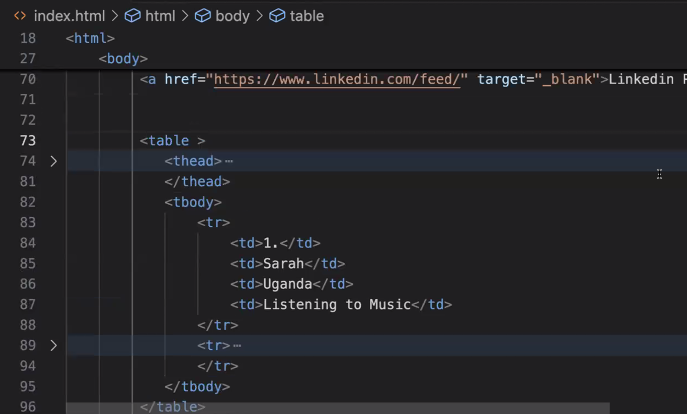 index.html > html > body > table
18 <html>
27 <body>
70 <a href="https://www.linkedin.com/feed/" target="_blank">Linkedin
71
72
73 <table >
74 <thead>…
81 </thead>
82 <tbody>
83 <tr>
84 <td>1.</td>
85 <td>Sarah</td>
86 <td>Uganda</td>
87 <td>Listening to Music</td>
88 </tr>
89 <tr>…
94 </tr>
95 </tbody>
96 </table>